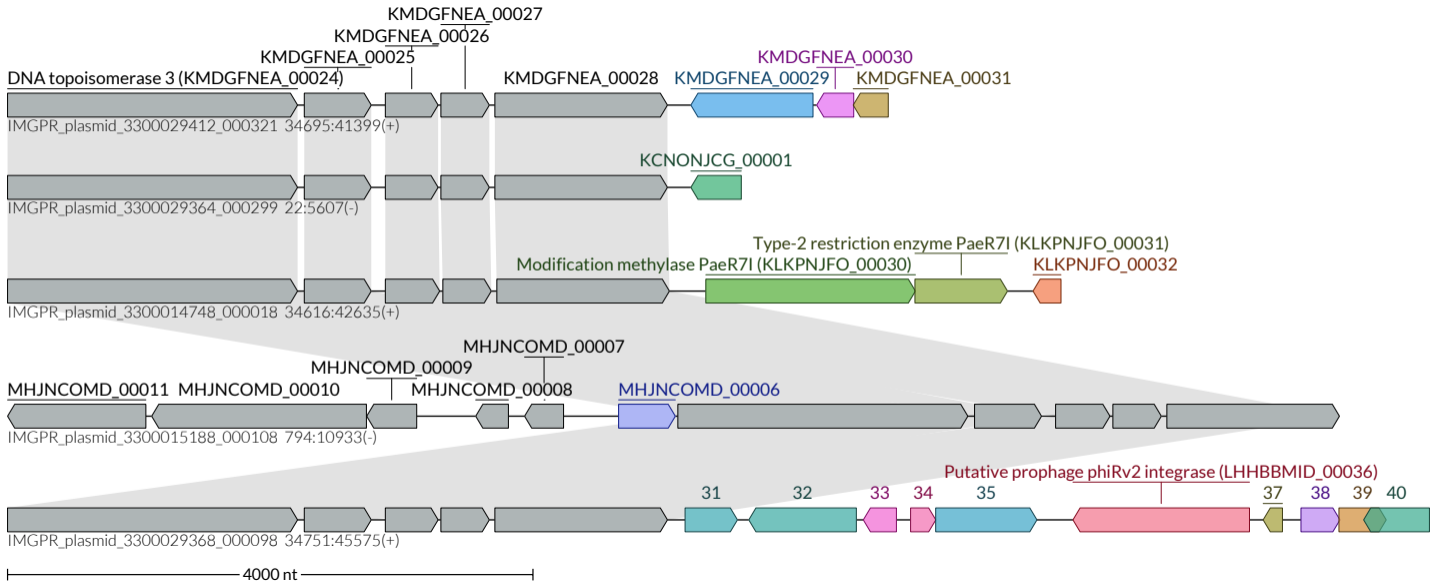 KMDGFNEA_00027
KMDGFNEA_00026
KMDGFNEA_00025
KMDGFNEA_00030
DNA topoisomerase 3 (KMDGFNEA_00024)
KMDGFNEA_00028
KMDGFNEA_00029
KMDGFNEA_00031
IMGPR_plasmid_3300029412_000321 34695:41399(+)
KCNONJCG_00001
IMGPR_plasmid_3300029364_000299 22:5607(-)
Type-2 restriction enzyme PaeR7I (KLKPNJFO_00031)
Modification methylase PaeR7I (KLKPNJFO_00030)
KLKPNJFO_00032
IMGPR_plasmid_3300014748_000018 34616:42635(+)
MHJNCOMD_00007
MHJNCOMD_00009
MHJNCOMD_00011
MHJNCOMD_00010
MHJNCOMD_00008
MHJNCOMD_00006
IMGPR_plasmid_3300015188_000108 794:10933(-)
Putative prophage phiRv2 integrase (LHHBBMID_00036)
31 32 33 34 35 37 38 39 40
IMGPR_plasmid_3300029368_000098 34751:45575(+)
4000 nt